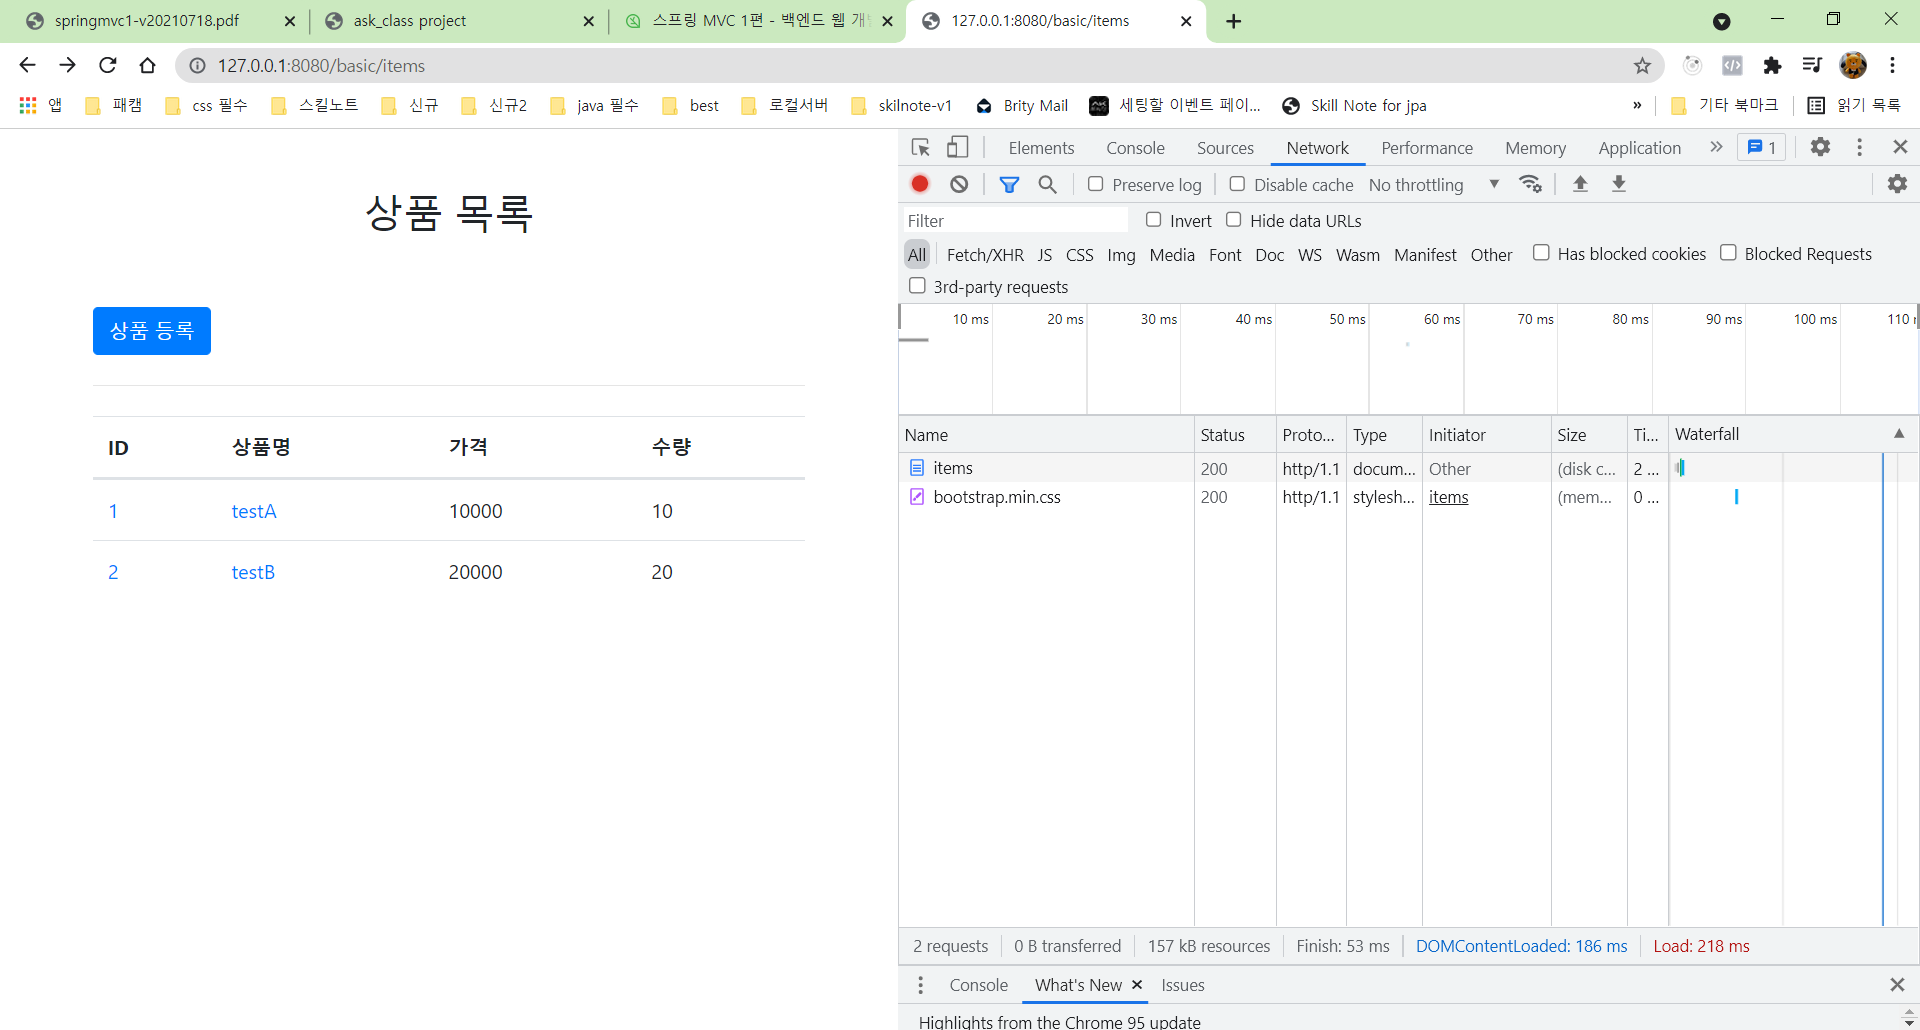 springmvc1-v20210718.pdf
ask_class project
스프링 MVC 1편 - 백엔드 웹 개
127.0.0.1:8080/basic/items
127.0.0.1:8080/basic/items
앱
패캠
css 필수
스킬노트
신규
신규2
java 필수
best
로컬서버
skilnote-v1
Brity Mail
세팅할 이벤트 페이...
Skill Note for jpa
»
기타 북마크
읽기 목록
상품 목록
상품 등록
ID 상품명 가격 수량
1 testA 10000 10
2 testB 20000 20
Elements Console Sources Network Performance Memory Application » 1
Preserve log Disable cache No throttling
Filter Invert Hide data URLs
All Fetch/XHR JS CSS Img Media Font Doc WS Wasm Manifest Other Has blocked cookies Blocked Requests
3rd-party requests
10 ms 20 ms 30 ms 40 ms 50 ms 60 ms 70 ms 80 ms 90 ms 100 ms 110
Name Status Proto... Type Initiator Size Ti... Waterfall
items 200 http/1.1 docum... Other (disk c... 2 ...
bootstrap.min.css 200 http/1.1 stylesh... items (mem... 0 ...
2 requests 0 B transferred 157 kB resources Finish: 53 ms DOMContentLoaded: 186 ms Load: 218 ms
Console What's New Issues
Highlights from the Chrome 95 update